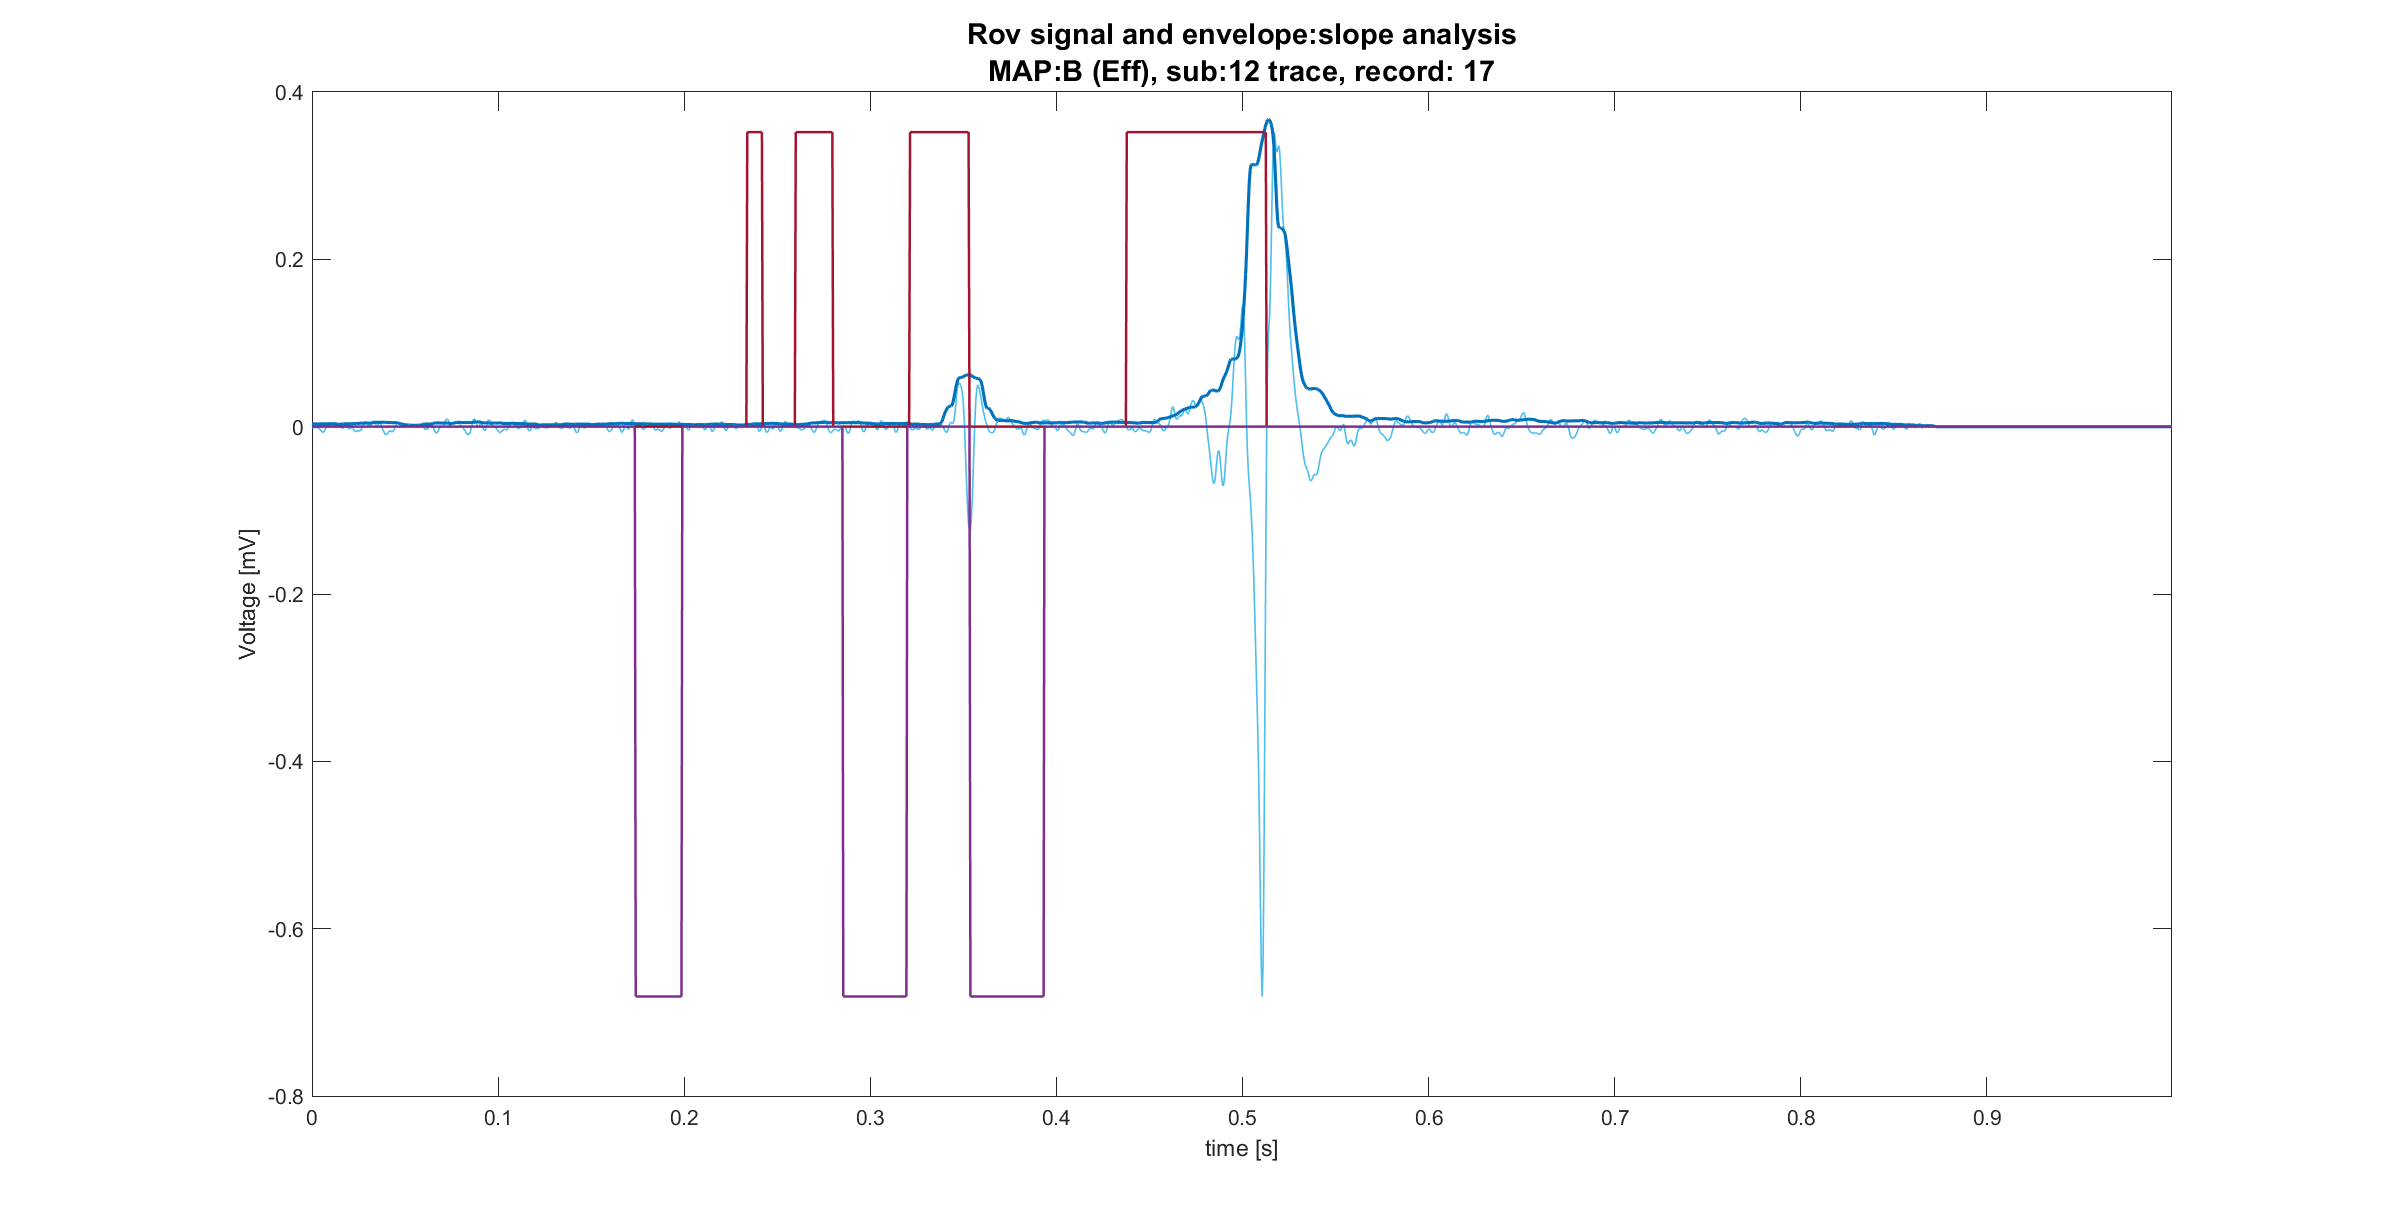 Rov signal and envelope:slope analysis
MAP:B (Eff), sub:12 trace, record: 17
0.4
0.2
0
-0.2
-0.4
-0.6
-0.8
Voltage [mV]
0 0.1 0.2 0.3 0.4 0.5 0.6 0.7 0.8 0.9
time [s]